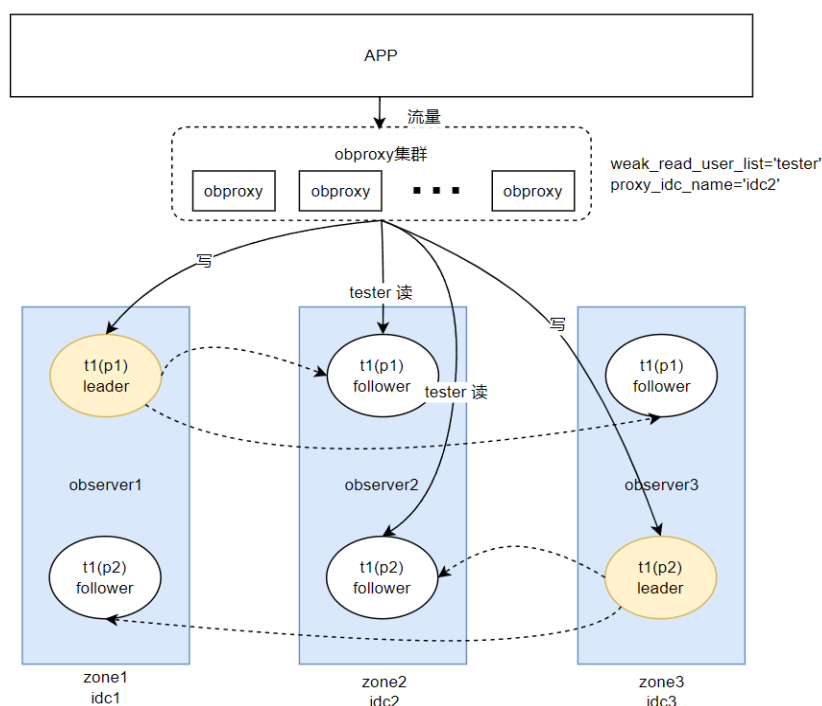 APP
流量
obproxy集群
obproxy
obproxy
obproxy
weak_read_user_list='tester'
proxy_idc_name='idc2'
写
tester 读
写
tester 读
t1(p1)
leader
t1(p1)
follower
t1(p1)
follower
observer1
observer2
observer3
t1(p2)
follower
t1(p2)
follower
t1(p2)
leader
zone1
idc1
zone2
idc2
zone3
idc3